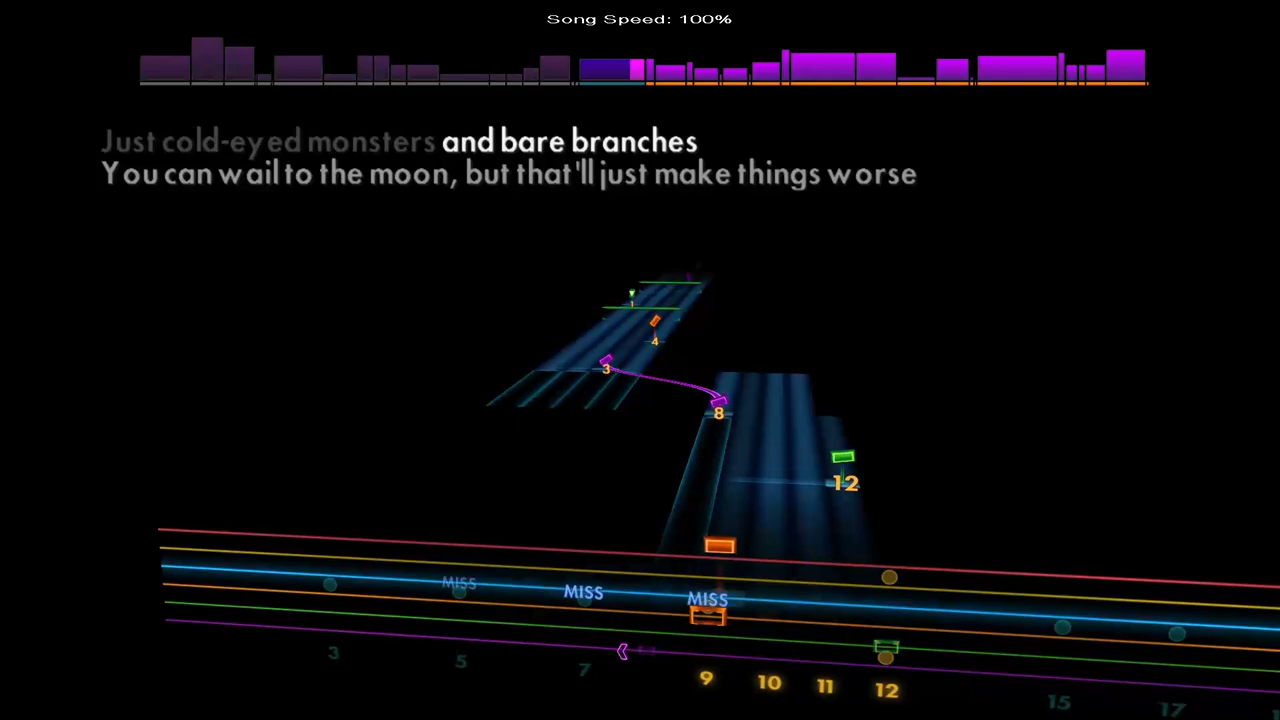 Song Speed: 100%
Just cold-eyed monsters and bare branches
You can wail to the moon, but that'll just make things worse
1
4
3
8
12
MISS MISS MISS
3 5 7 9 10 11 12 15 17